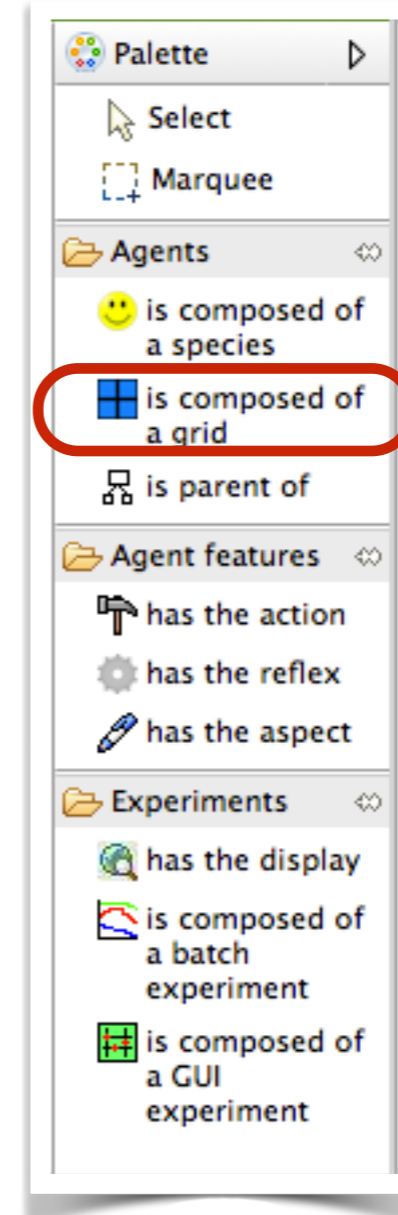 Palette
Select
Marquee
Agents
is composed of
a species
is composed of
a grid
is parent of
Agent features
has the action
has the reflex
has the aspect
Experiments
has the display
is composed of
a batch
experiment
is composed of
a GUI
experiment